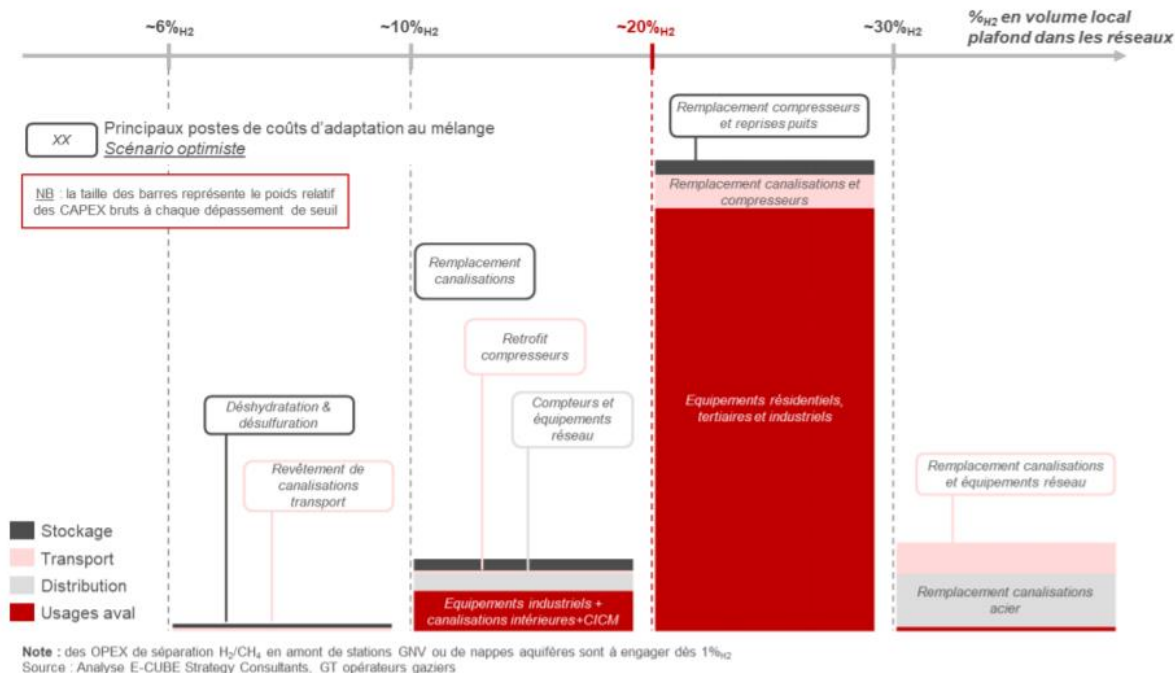 ~6%H2
~10%H2
~20%H2
~30%H2
%H2 en volume local
plafond dans les réseaux
XX
Principaux postes de coûts d'adaptation au mélange
Scénario optimiste
NB : la taille des barres représente le poids relatif
des CAPEX bruts à chaque dépassement de seuil
Remplacement compresseurs
et reprises puits
Remplacement canalisations et
compresseurs
Remplacement
canalisations
Retrofit
compresseurs
Déshydratation &
désulfuration
Compteurs et
équipements
réseau
Equipements résidentiels,
tertiaires et industriels
Revêtement de
canalisations
transport
Remplacement canalisations
et équipements réseau
Stockage
Transport
Distribution
Usages aval
Equipements industriels +
canalisations intérieures+CICM
Remplacement canalisations
acier
Note : des OPEX de séparation H₂/CH₄ en amont de stations GNV ou de nappes aquifères sont à engager dès 1%H2
Source : Analyse E-CUBE Strategy Consultants, GT opérateurs gaziers